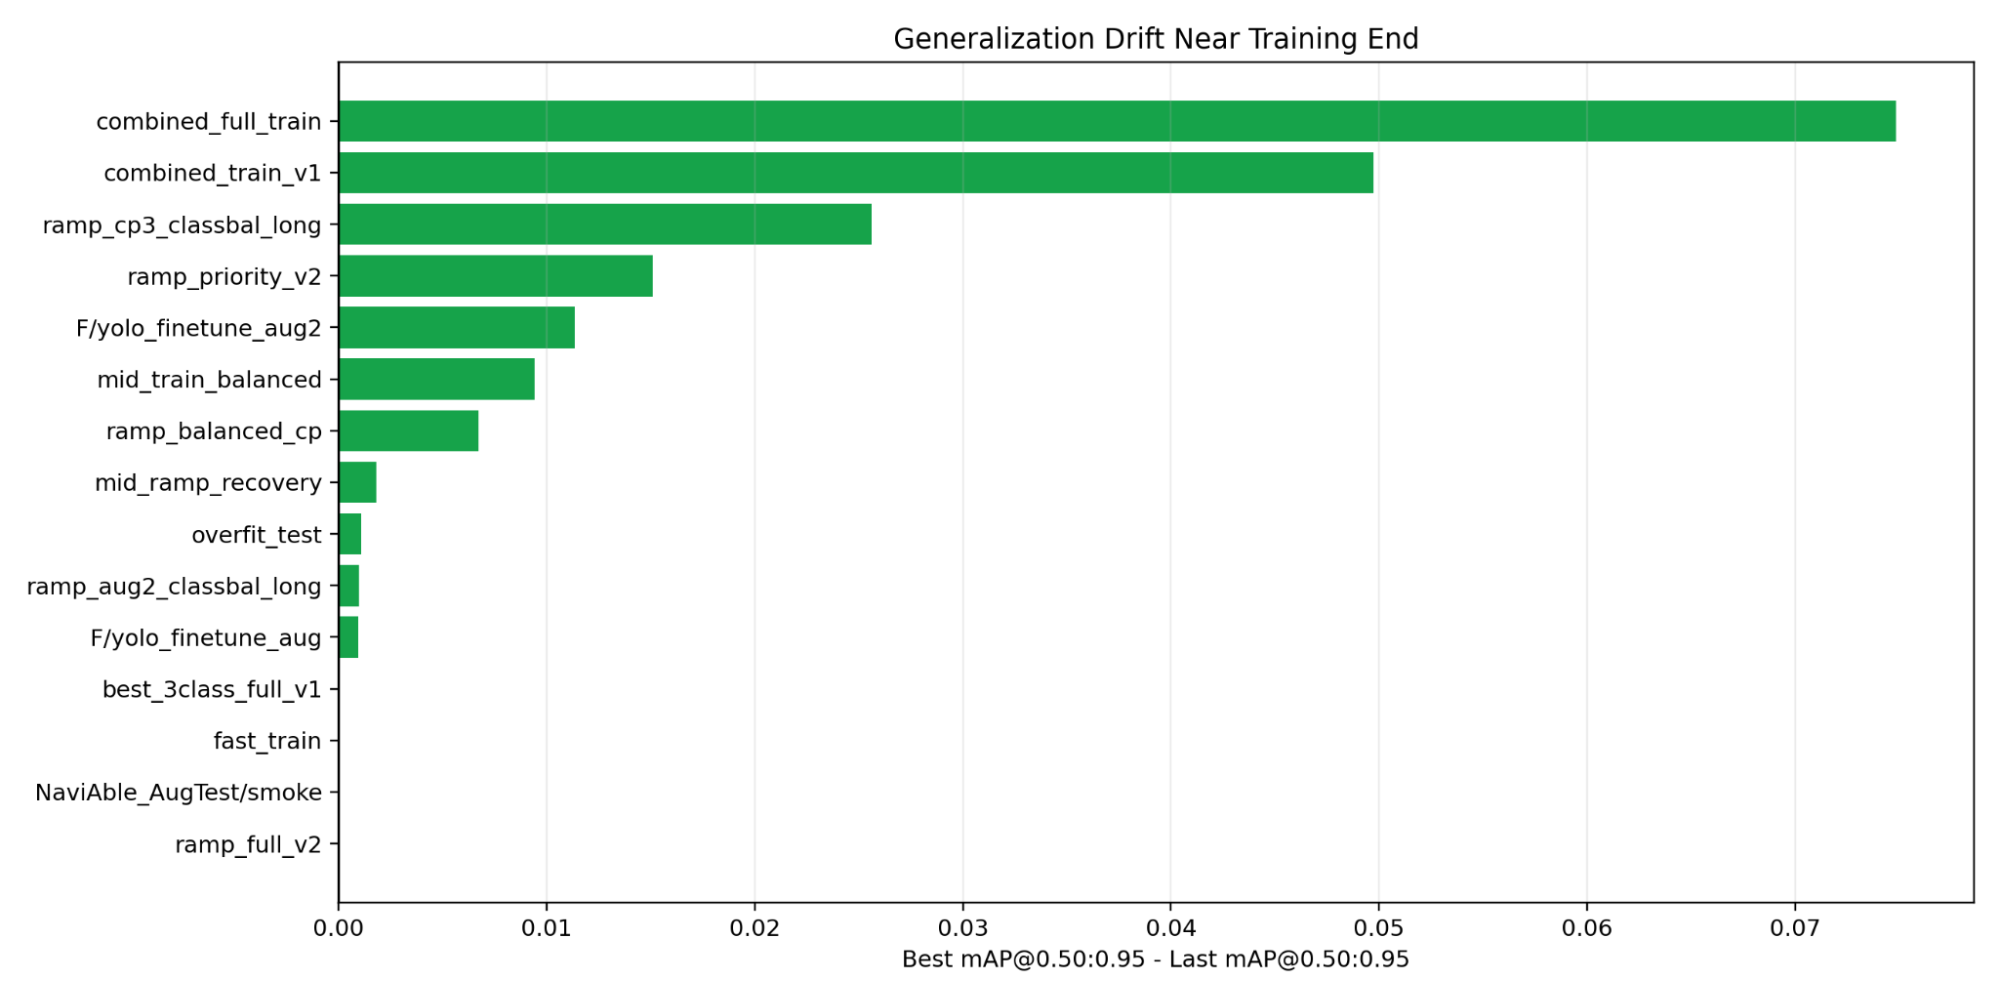 Generalization Drift Near Training End
combined_full_train
combined_train_v1
ramp_cp3_classbal_long
ramp_priority_v2
F/yolo_finetune_aug2
mid_train_balanced
ramp_balanced_cp
mid_ramp_recovery
overfit_test
ramp_aug2_classbal_long
F/yolo_finetune_aug
best_3class_full_v1
fast_train
NaviAble_AugTest/smoke
ramp_full_v2
0.00 0.01 0.02 0.03 0.04 0.05 0.06 0.07
Best mAP@0.50:0.95 - Last mAP@0.50:0.95